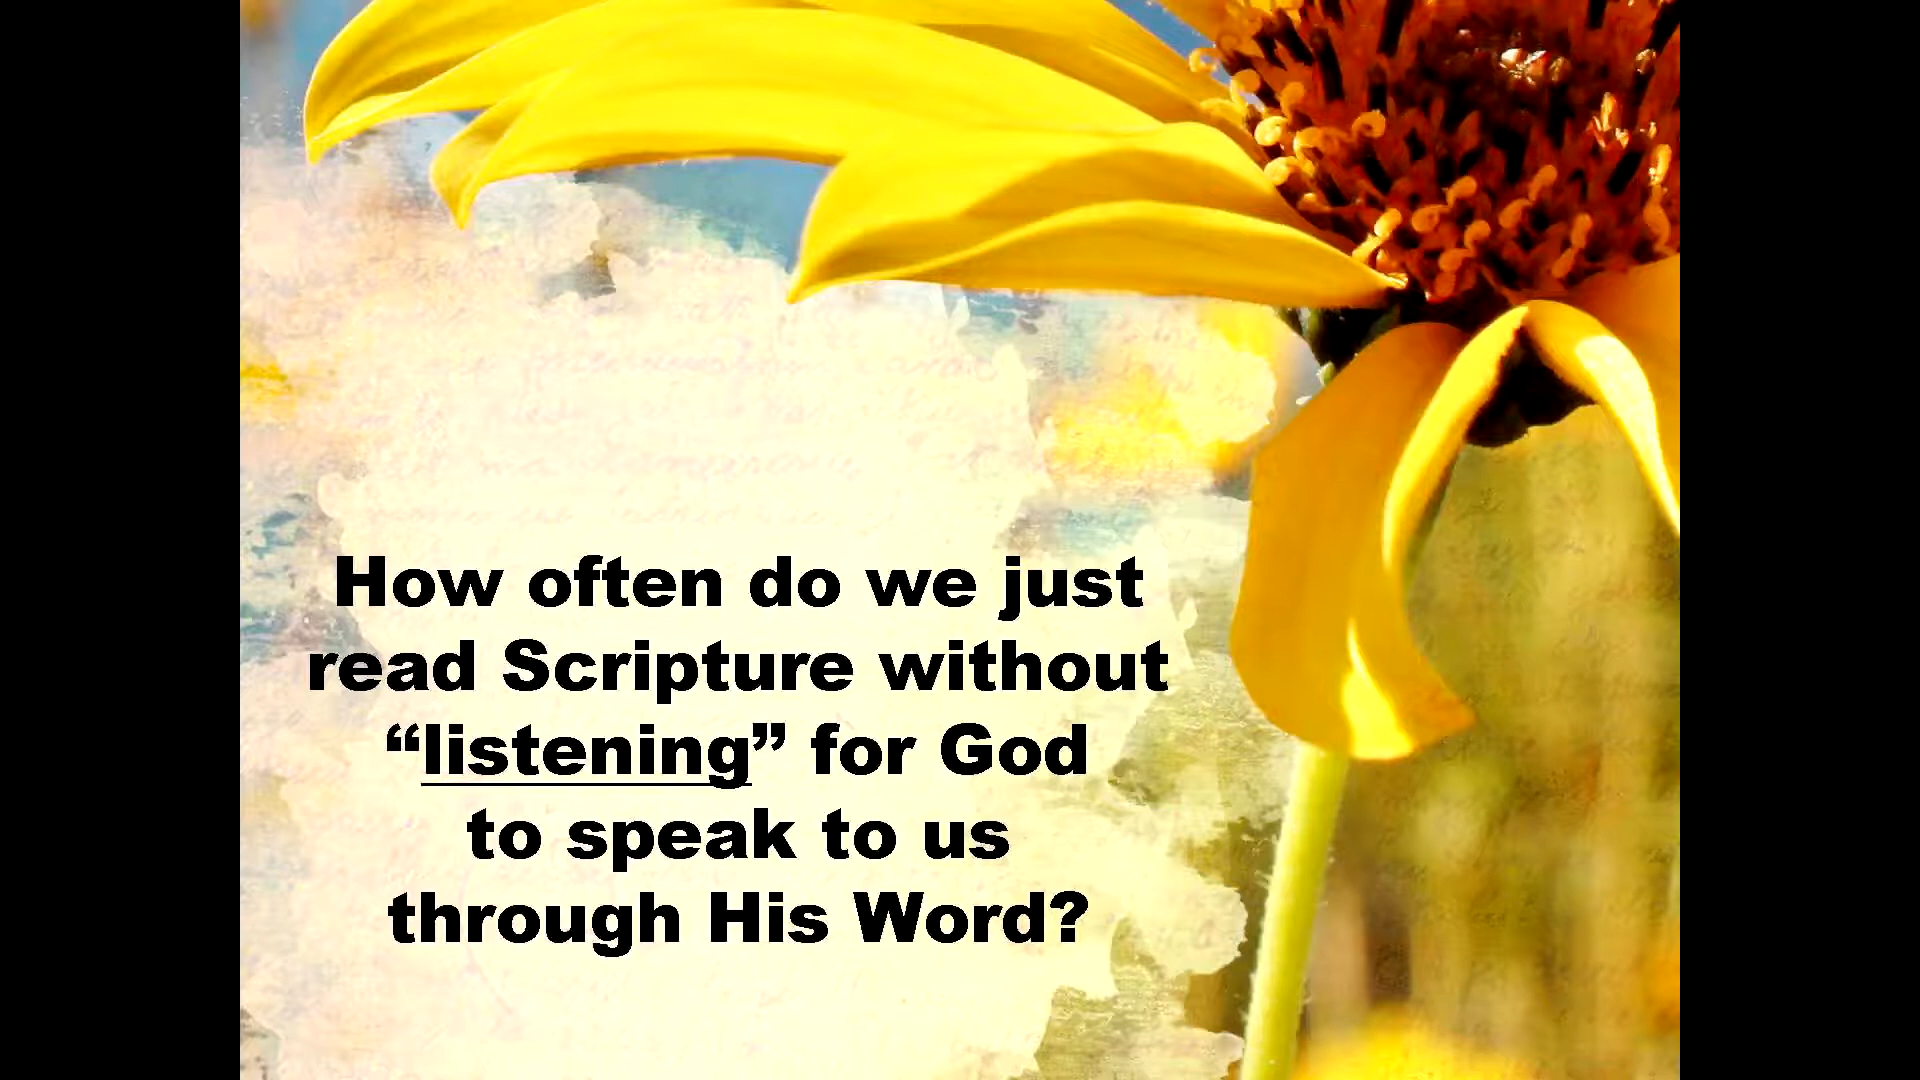 How often do we just
read Scripture without
“listening” for God
to speak to us
through His Word?